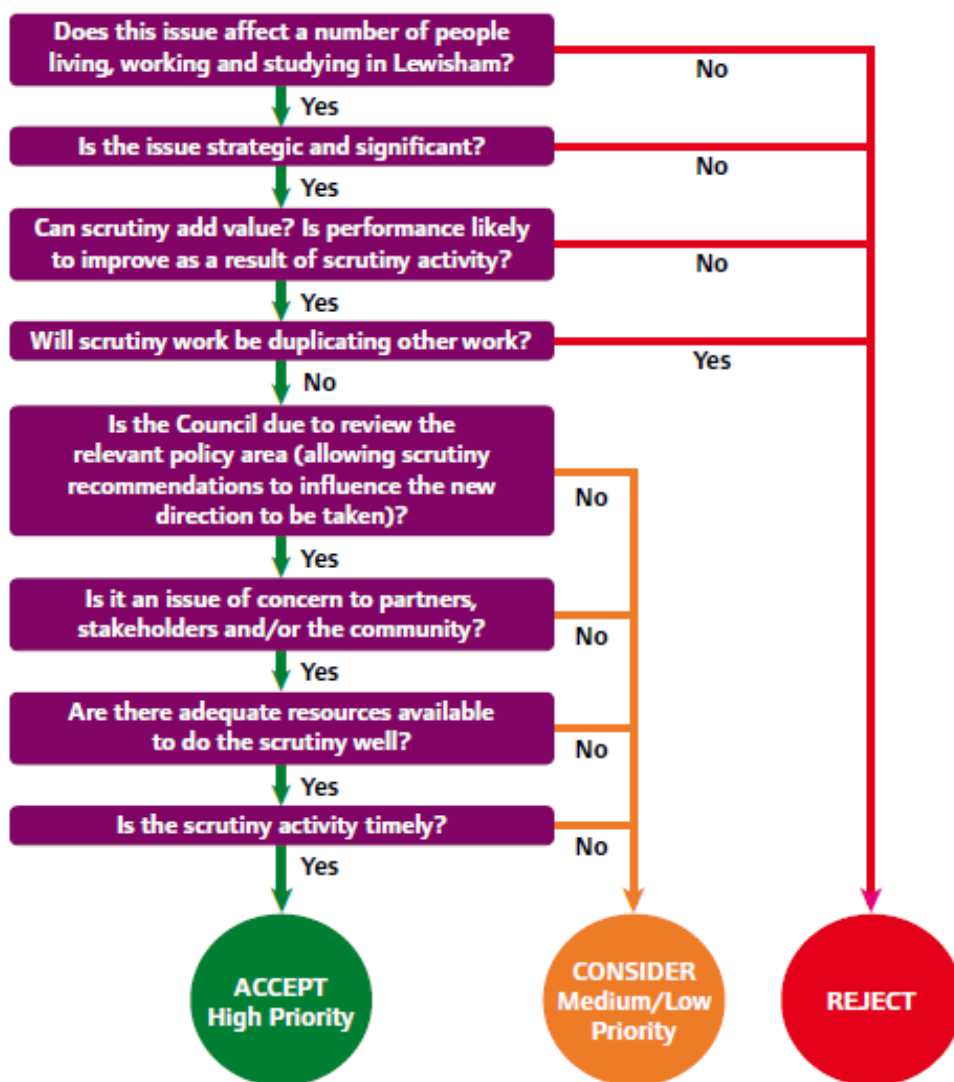 Does this issue affect a number of people
living, working and studying in Lewisham?
No
Yes
Is the issue strategic and significant?
No
Yes
Can scrutiny add value? Is performance likely
to improve as a result of scrutiny activity?
No
Yes
Will scrutiny work be duplicating other work?
Yes
No
Is the Council due to review the
relevant policy area (allowing scrutiny
recommendations to influence the new
direction to be taken)?
No
Yes
Is it an issue of concern to partners,
stakeholders and/or the community?
No
Yes
Are there adequate resources available
to do the scrutiny well?
No
Yes
Is the scrutiny activity timely?
No
Yes
ACCEPT
High Priority
CONSIDER
Medium/Low
Priority
REJECT